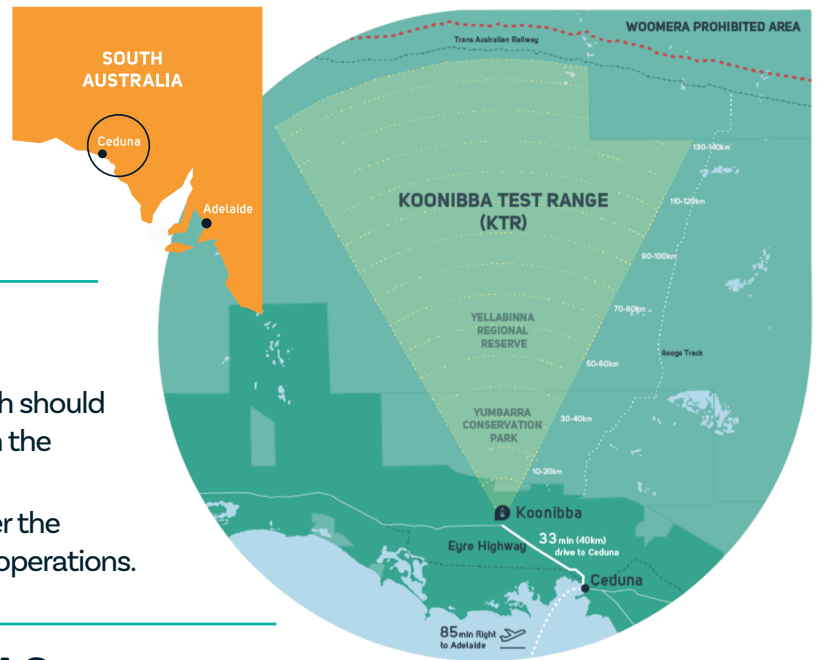 SOUTH
AUSTRALIA
Ceduna
Adelaide
WOOMERA PROHIBITED AREA
Trans Australian Railway
130-140km
KOONIBBA TEST RANGE
(KTR)
110-120km
90-100km
70-80km
YELLABINNA
REGIONAL
RESERVE
Googs Track
50-60km
h should
the
YUMBARRA
CONSERVATION
PARK
30-40km
10-20km
Koonibba
er the
operations.
33 min (40km)
drive to Ceduna
Eyre Highway
Ceduna
85 min flight
to Adelaide